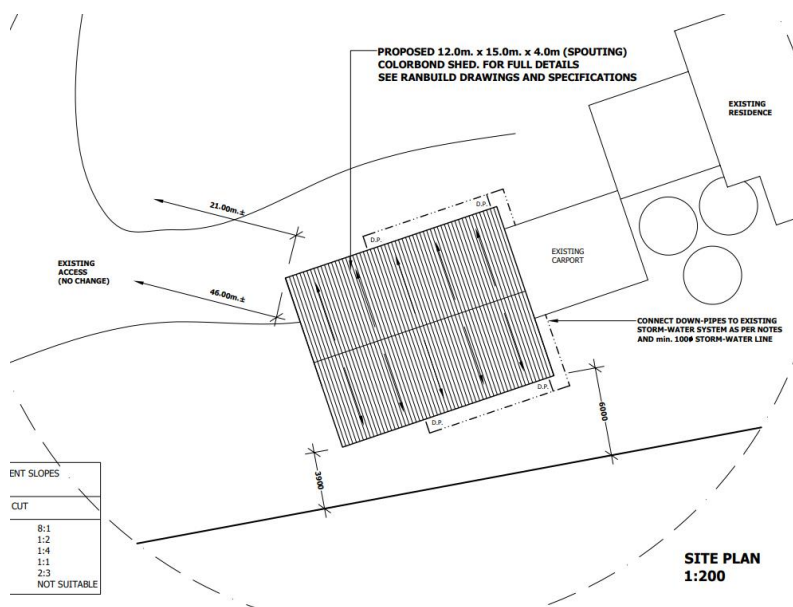 PROPOSED 12.0m. x 15.0m. x 4.0m (SPOUTING)
COLORBOND SHED. FOR FULL DETAILS
SEE RANBUILD DRAWINGS AND SPECIFICATIONS
EXISTING
RESIDENCE
21.00m.±
D.P.
D.P.
EXISTING
CARPORT
EXISTING
ACCESS
(NO CHANGE)
46.00m.±
CONNECT DOWN-PIPES TO EXISTING
STORM-WATER SYSTEM AS PER NOTES
AND min. 100ϕ STORM-WATER LINE
D.P.
D.P.
6000
3900
ENT SLOPES
CUT
8:1
1:2
1:4
1:1
2:3
NOT SUITABLE
SITE PLAN
1:200